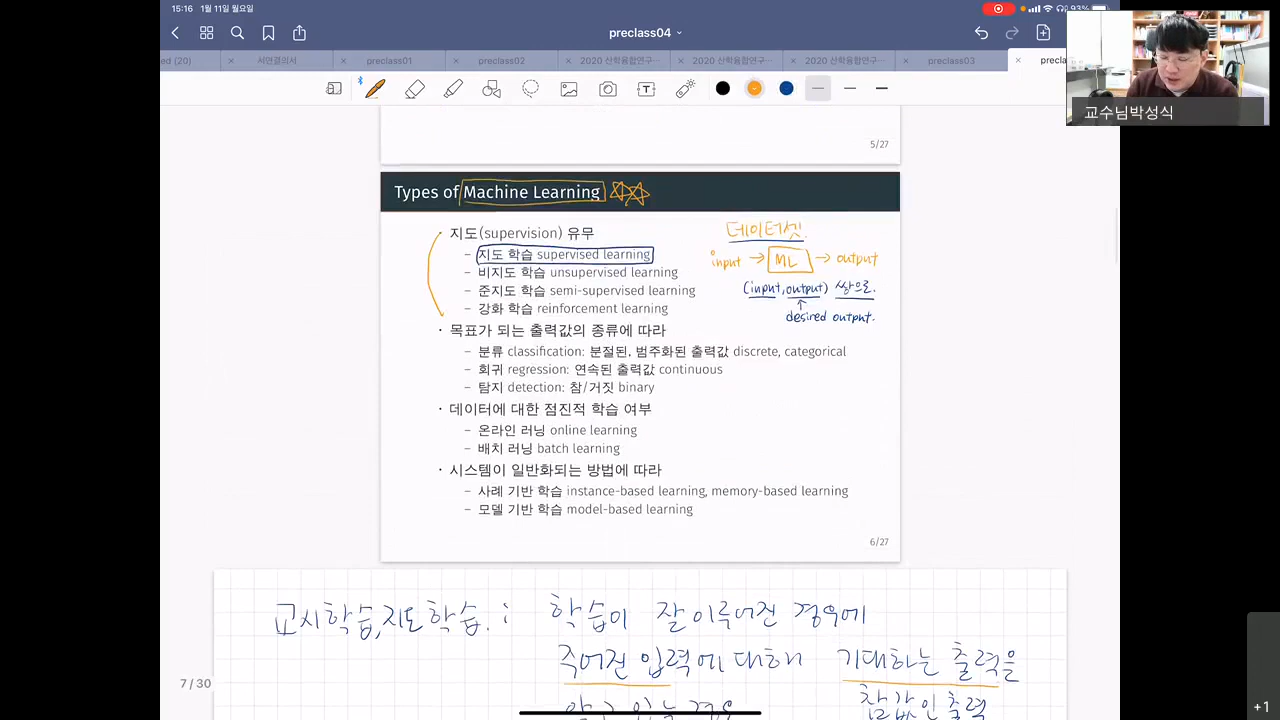 15:16 1월 11일 월요일
93%
preclass04
ed (20)
서면결의서
preclass01
preclass02
2020 산학융합연구…
2020 산학융합연구…
2020 산학융합연구…
preclass03
precla
교수님박성식
5/27
Types of Machine Learning
· 지도(supervision) 유무
– 지도 학습 supervised learning
– 비지도 학습 unsupervised learning
– 준지도 학습 semi-supervised learning
– 강화 학습 reinforcement learning
데이터셋
input → ML → output
(input, output) 쌍으로.
↑
desired output.
· 목표가 되는 출력값의 종류에 따라
– 분류 classification: 분절된, 범주화된 출력값 discrete, categorical
– 회귀 regression: 연속된 출력값 continuous
– 탐지 detection: 참/거짓 binary
· 데이터에 대한 점진적 학습 여부
– 온라인 러닝 online learning
– 배치 러닝 batch learning
· 시스템이 일반화되는 방법에 따라
– 사례 기반 학습 instance-based learning, memory-based learning
– 모델 기반 학습 model-based learning
6/27
교시학습,지도학습. : 학습이 잘 이루어진 경우에
주어진 입력에 대해 기대하는 출력을
참값인 출력
7 / 30
+1